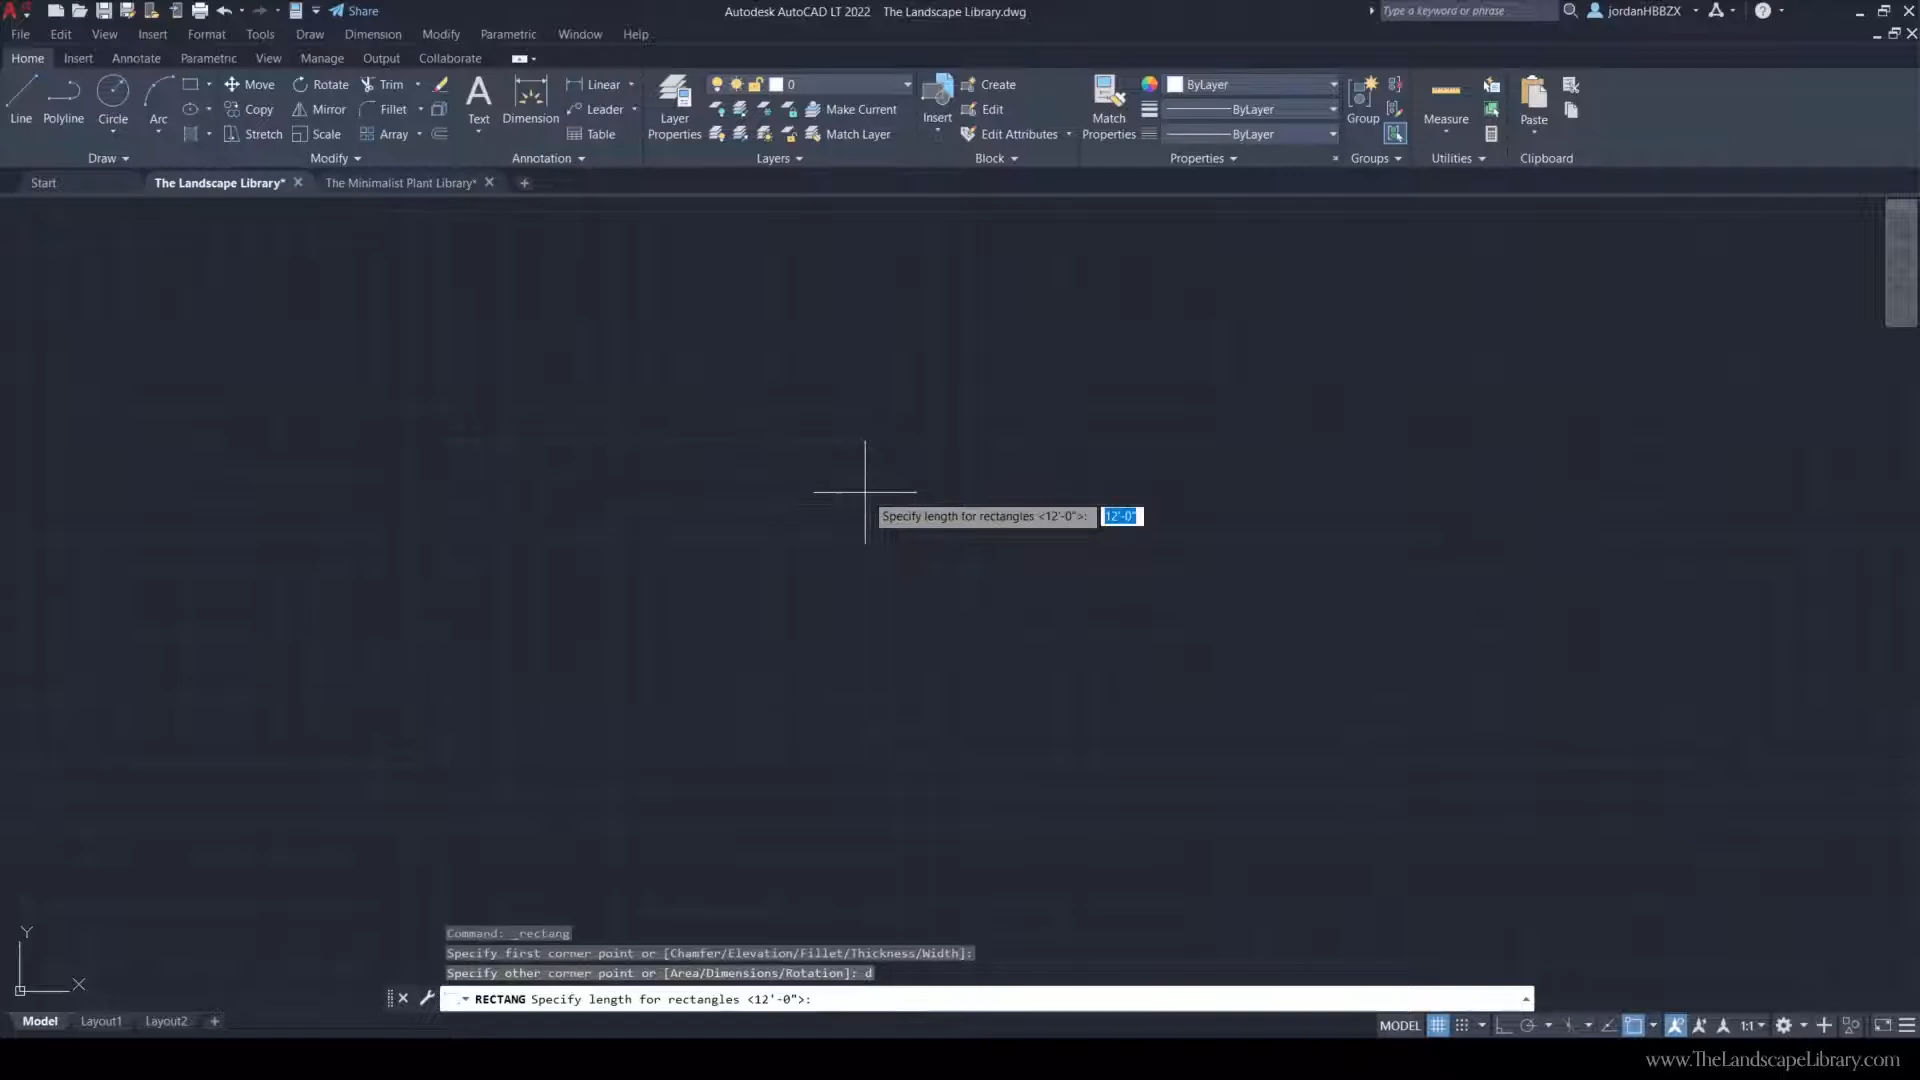 Share
Autodesk AutoCAD LT 2022 The Landscape Library.dwg
Type a keyword or phrase
jordanHBBZX
File Edit View Insert Format Tools Draw Dimension Modify Parametric Window Help
Home Insert Annotate Parametric View Manage Output Collaborate
Line Polyline Circle Arc
Move Rotate Trim
Copy Mirror Fillet
Stretch Scale Array
Text Dimension
Linear
Leader
Table
Layer Properties
0
Make Current
Match Layer
Insert
Create
Edit
Edit Attributes
Match Properties
ByLayer
ByLayer
ByLayer
Group
Measure
Paste
Draw Modify Annotation Layers Block Properties Groups Utilities Clipboard
Start The Landscape Library* The Minimalist Plant Library*
Specify length for rectangles <12'-0">: 12'-0"
Y
X
Command: _rectang
Specify first corner point or [Chamfer/Elevation/Fillet/Thickness/Width]:
Specify other corner point or [Area/Dimensions/Rotation]: d
RECTANG Specify length for rectangles <12'-0">:
Model Layout1 Layout2
MODEL 1:1
www.TheLandscapeLibrary.com